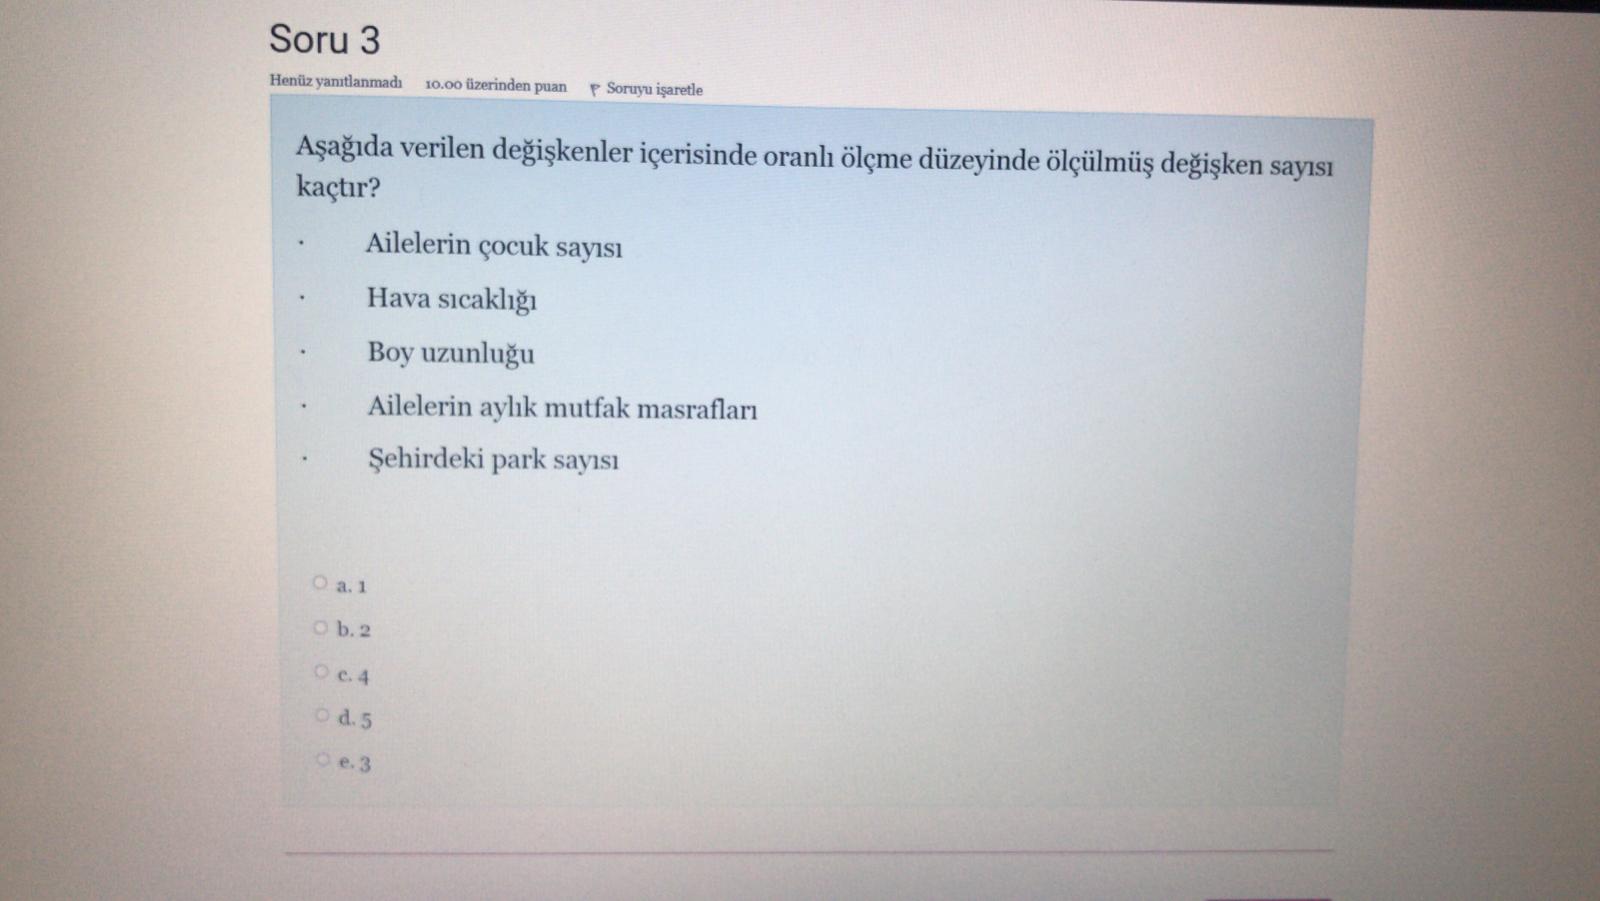 Soru 3
Henüz yanıtlanmadı 10.00 üzerinden puan Soruyu işaretle
Aşağıda verilen değişkenler içerisinde oranlı ölçme düzeyinde ölçülmüş değişken sayısı
kaçtır?
· Ailelerin çocuk sayısı
· Hava sıcaklığı
· Boy uzunluğu
· Ailelerin aylık mutfak masrafları
· Şehirdeki park sayısı
a. 1
b. 2
c. 4
d. 5
e. 3